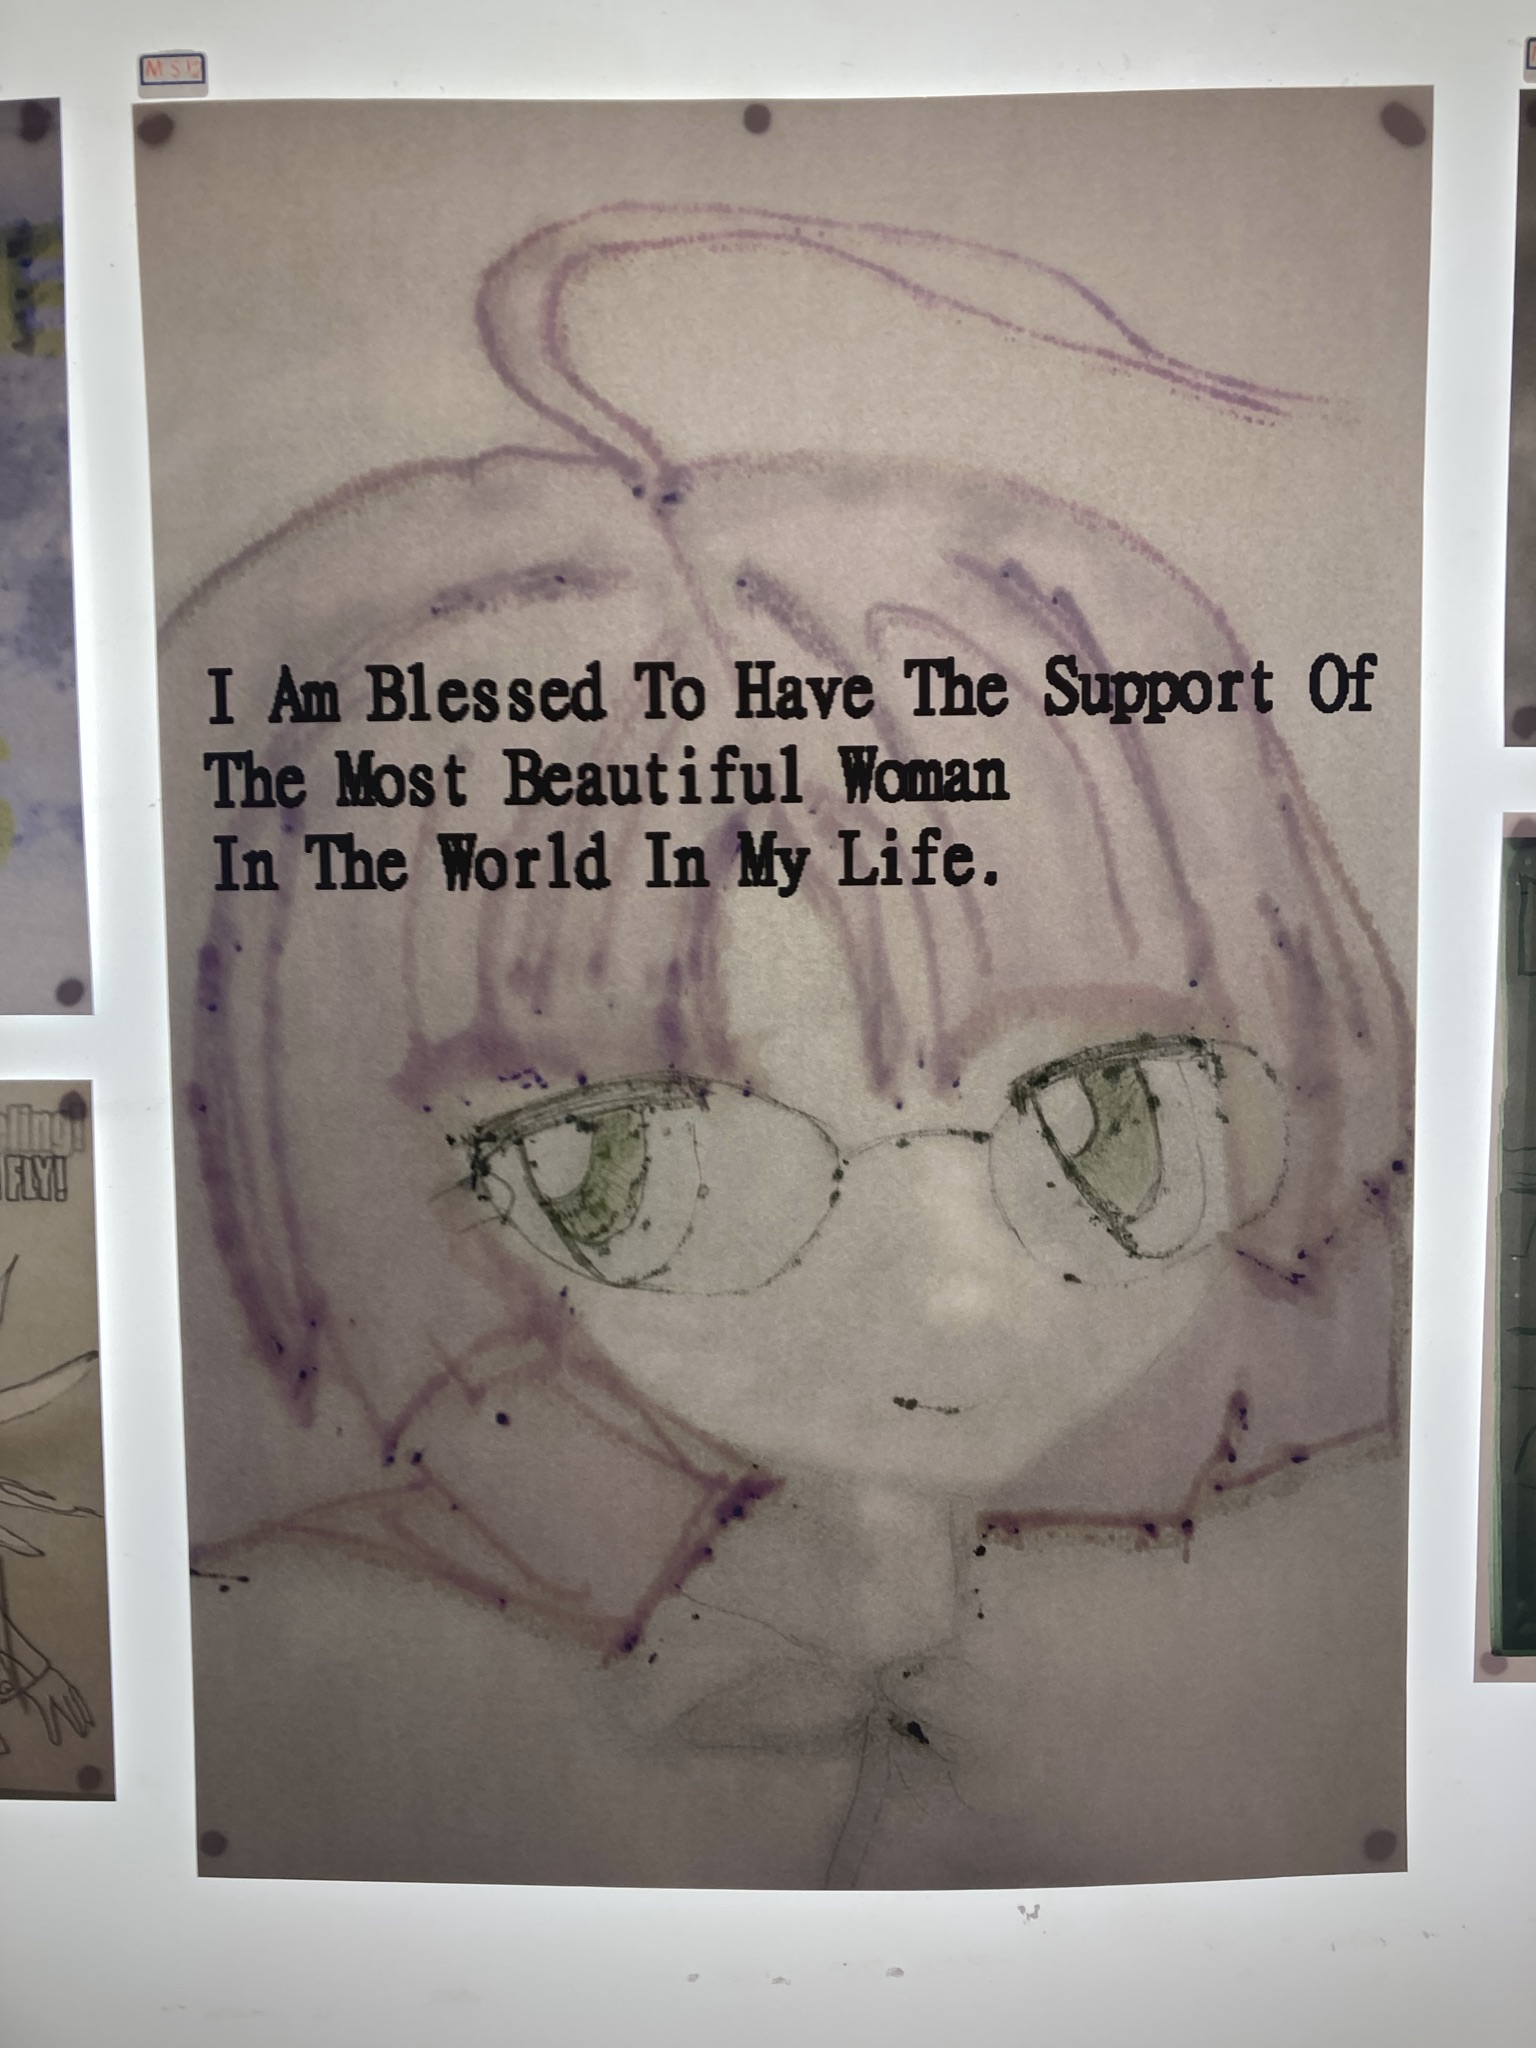 I Am Blessed To Have The Support Of
The Most Beautiful Woman
In The World In My Life.
FLY!